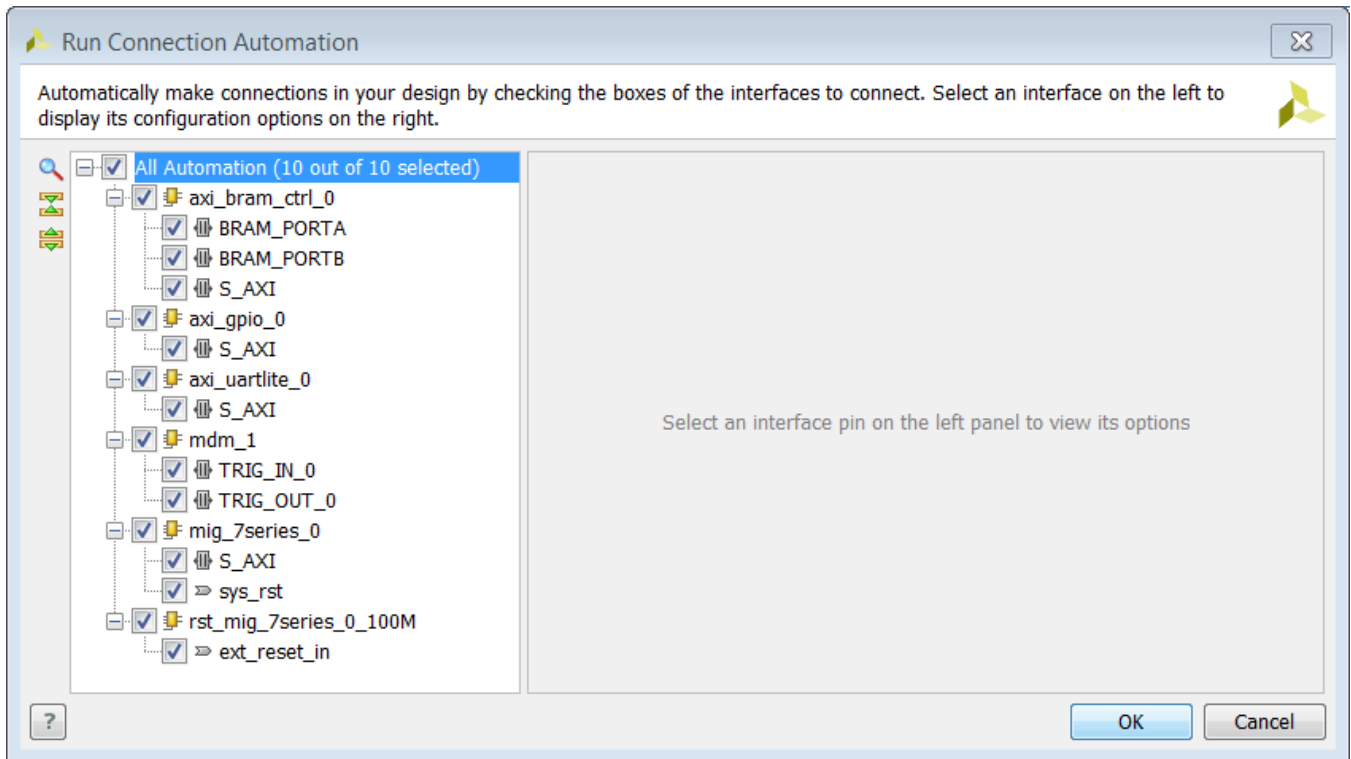 Run Connection Automation
Automatically make connections in your design by checking the boxes of the interfaces to connect. Select an interface on the left to
display its configuration options on the right.
All Automation (10 out of 10 selected)
axi_bram_ctrl_0
BRAM_PORTA
BRAM_PORTB
S_AXI
axi_gpio_0
S_AXI
axi_uartlite_0
S_AXI
mdm_1
TRIG_IN_0
TRIG_OUT_0
mig_7series_0
S_AXI
sys_rst
rst_mig_7series_0_100M
ext_reset_in
Select an interface pin on the left panel to view its options
?
OK
Cancel